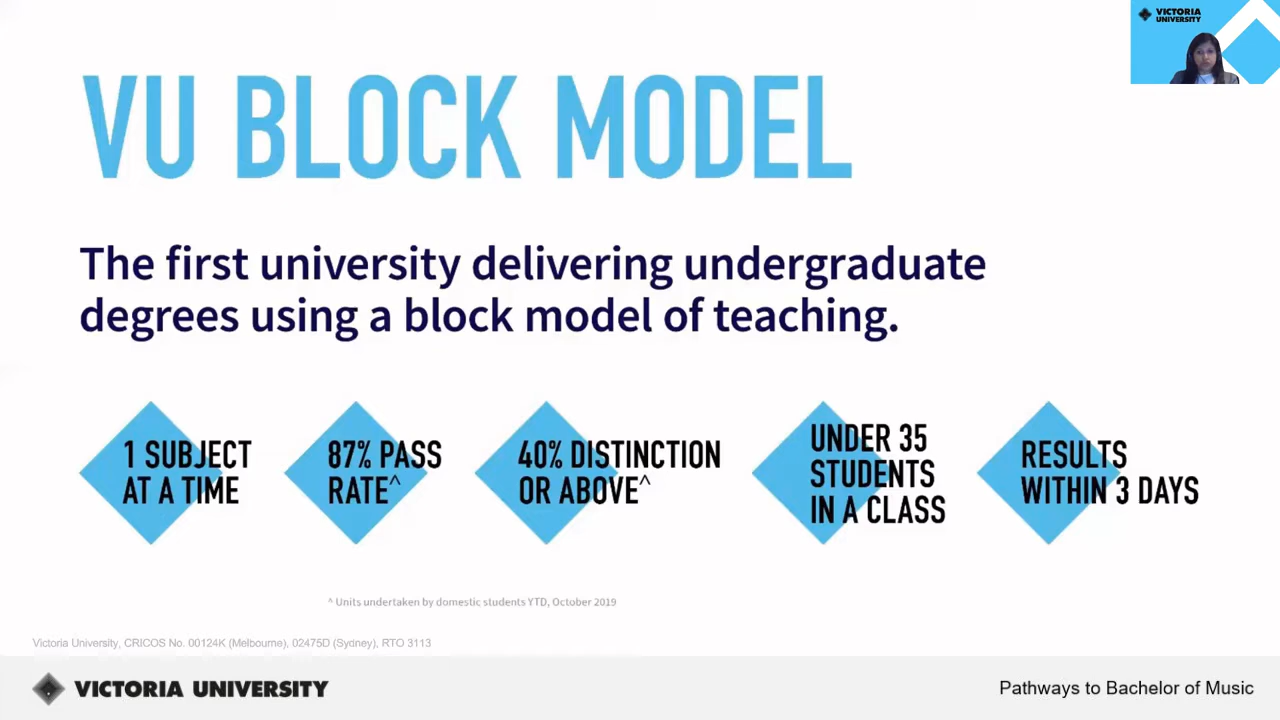 VICTORIA
UNIVERSITY
VU BLOCK MODEL
The first university delivering undergraduate
degrees using a block model of teaching.
1 SUBJECT
AT A TIME
87% PASS
RATE^
40% DISTINCTION
OR ABOVE^
UNDER 35
STUDENTS
IN A CLASS
RESULTS
WITHIN 3 DAYS
^ Units undertaken by domestic students YTD, October 2019
Victoria University, CRICOS No. 00124K (Melbourne), 02475D (Sydney), RTO 3113
VICTORIA UNIVERSITY
Pathways to Bachelor of Music